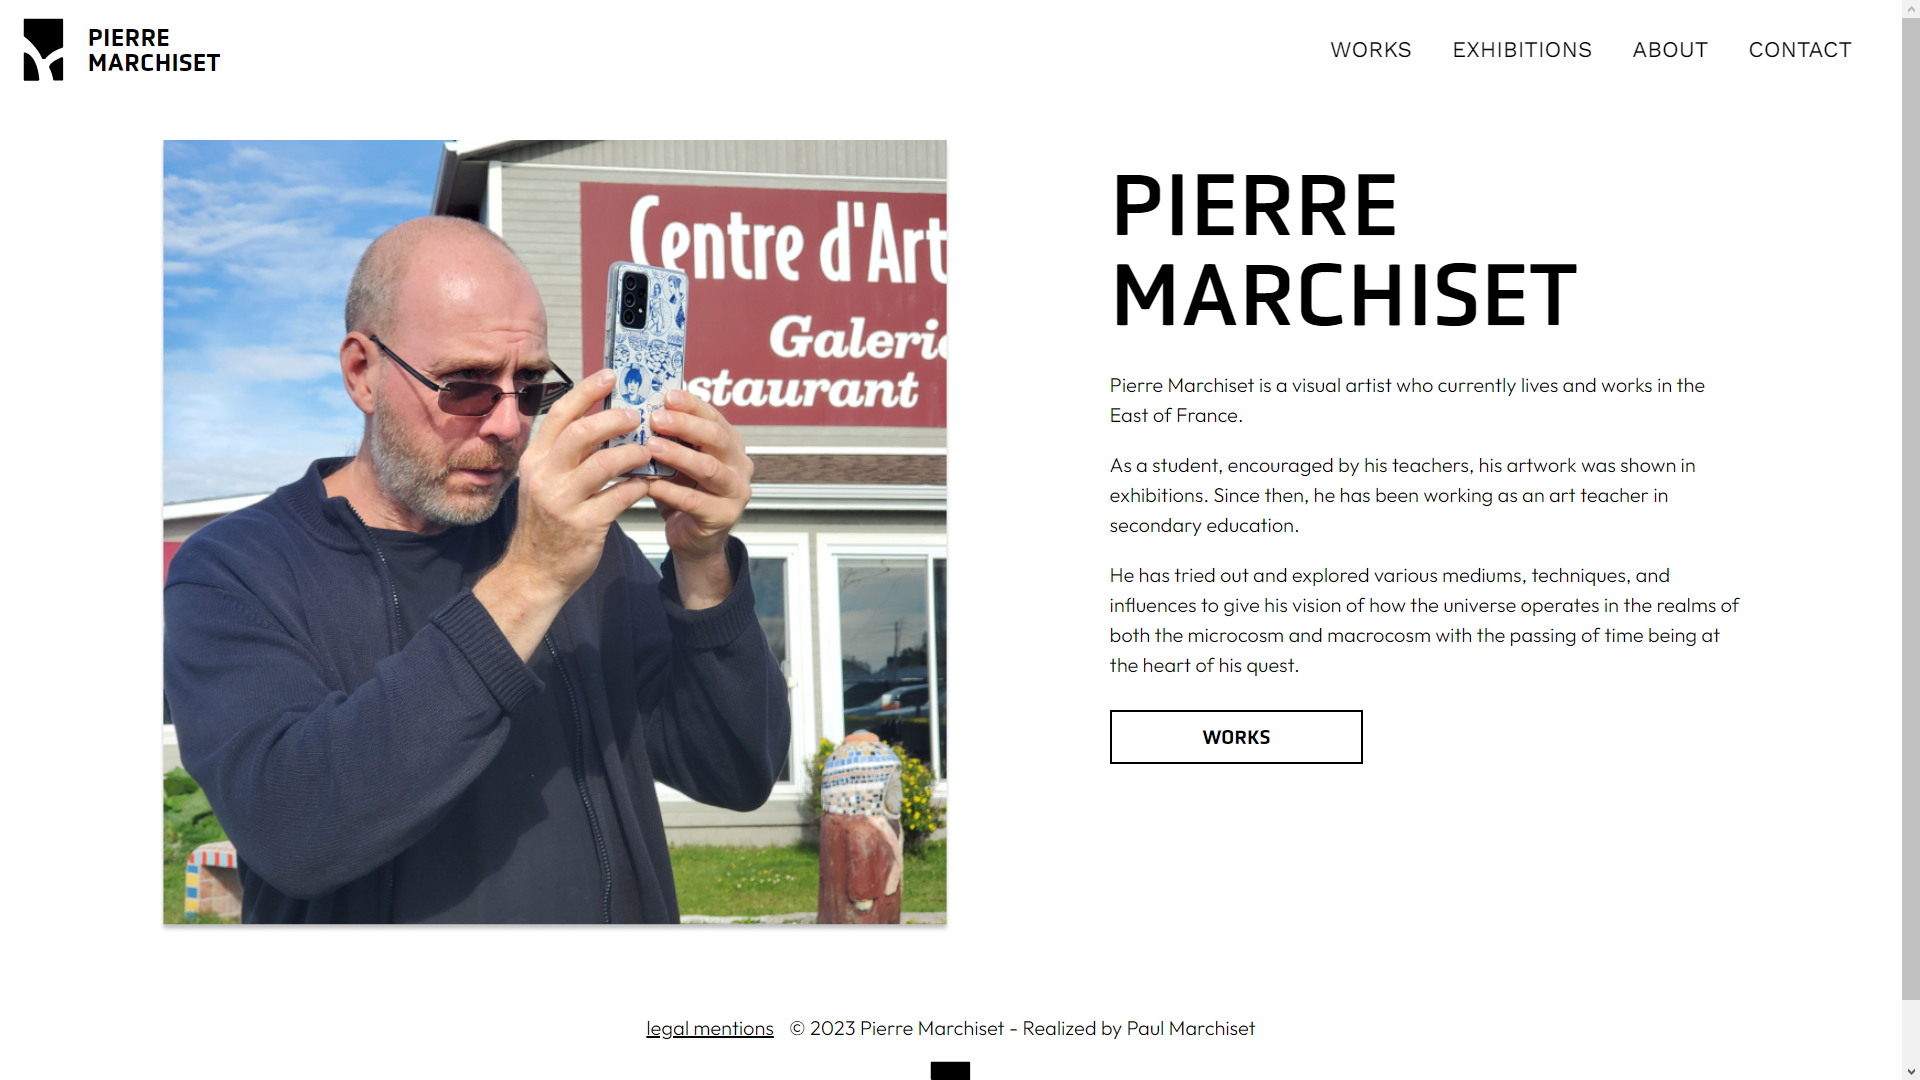 PIERRE
MARCHISET
WORKS EXHIBITIONS ABOUT CONTACT
Centre d'Art
Galerie
staurant
PIERRE
MARCHISET
Pierre Marchiset is a visual artist who currently lives and works in the
East of France.
As a student, encouraged by his teachers, his artwork was shown in
exhibitions. Since then, he has been working as an art teacher in
secondary education.
He has tried out and explored various mediums, techniques, and
influences to give his vision of how the universe operates in the realms of
both the microcosm and macrocosm with the passing of time being at
the heart of his quest.
WORKS
legal mentions © 2023 Pierre Marchiset - Realized by Paul Marchiset